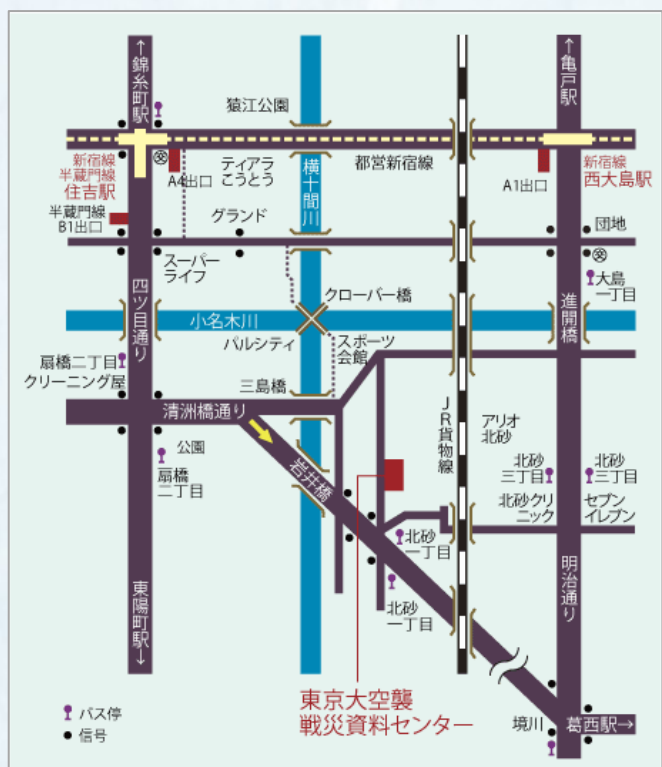 ←錦糸町駅
←亀戸駅
猿江公園
新宿線
半蔵門線
住吉駅
A4出口
ティアラ
こうとう
横十間川
都営新宿線
A1出口
新宿線
西大島駅
半蔵門線
B1出口
グランド
団地
スーパー
ライフ
大島
一丁目
四ツ目通り
クローバー橋
進開橋
小名木川
パルシティ
スポーツ
会館
扇橋二丁目
クリーニング屋
三島橋
清洲橋通り
JR貨物線
アリオ
北砂
公園
扇橋
二丁目
岩井橋
北砂
三丁目
北砂
三丁目
北砂クリ
ニック
セブン
イレブン
北砂
一丁目
明治通り
東陽町駅→
北砂
一丁目
東京大空襲
戦災資料センター
バス停
信号
境川
葛西駅→